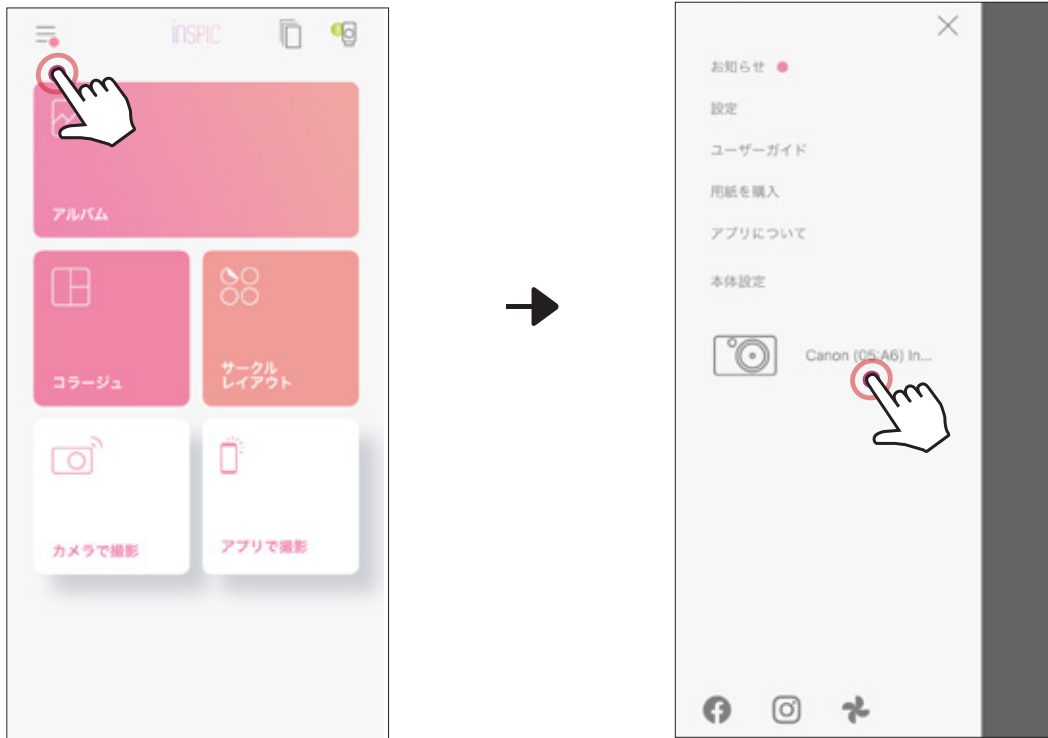 iNSPiC
アルバム
コラージュ
サークル
レイアウト
カメラで撮影
アプリで撮影
お知らせ
設定
ユーザーガイド
用紙を購入
アプリについて
本体設定
Canon (05:A6) In...